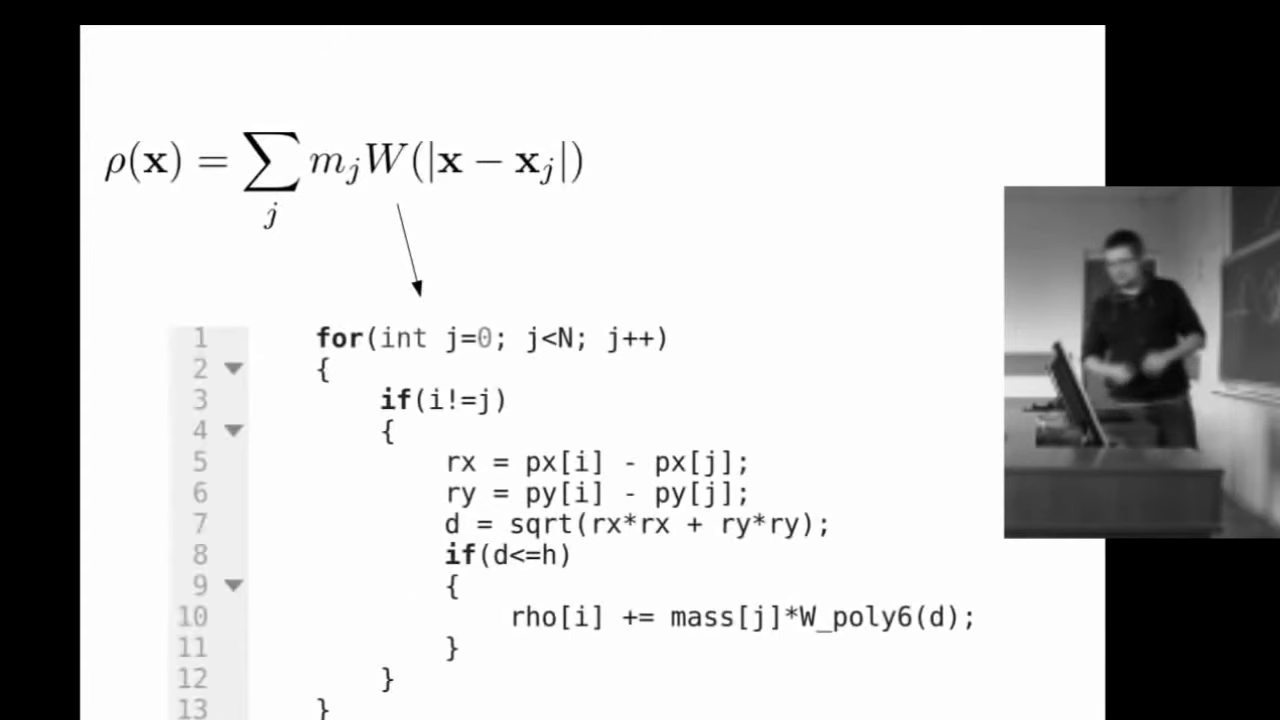 ρ(x) = ∑_j m_j W(|x − x_j|)
1 for(int j=0; j<N; j++)
2 {
3 if(i!=j)
4 {
5 rx = px[i] - px[j];
6 ry = py[i] - py[j];
7 d = sqrt(rx*rx + ry*ry);
8 if(d<=h)
9 {
10 rho[i] += mass[j]*W_poly6(d);
11 }
12 }
13 }